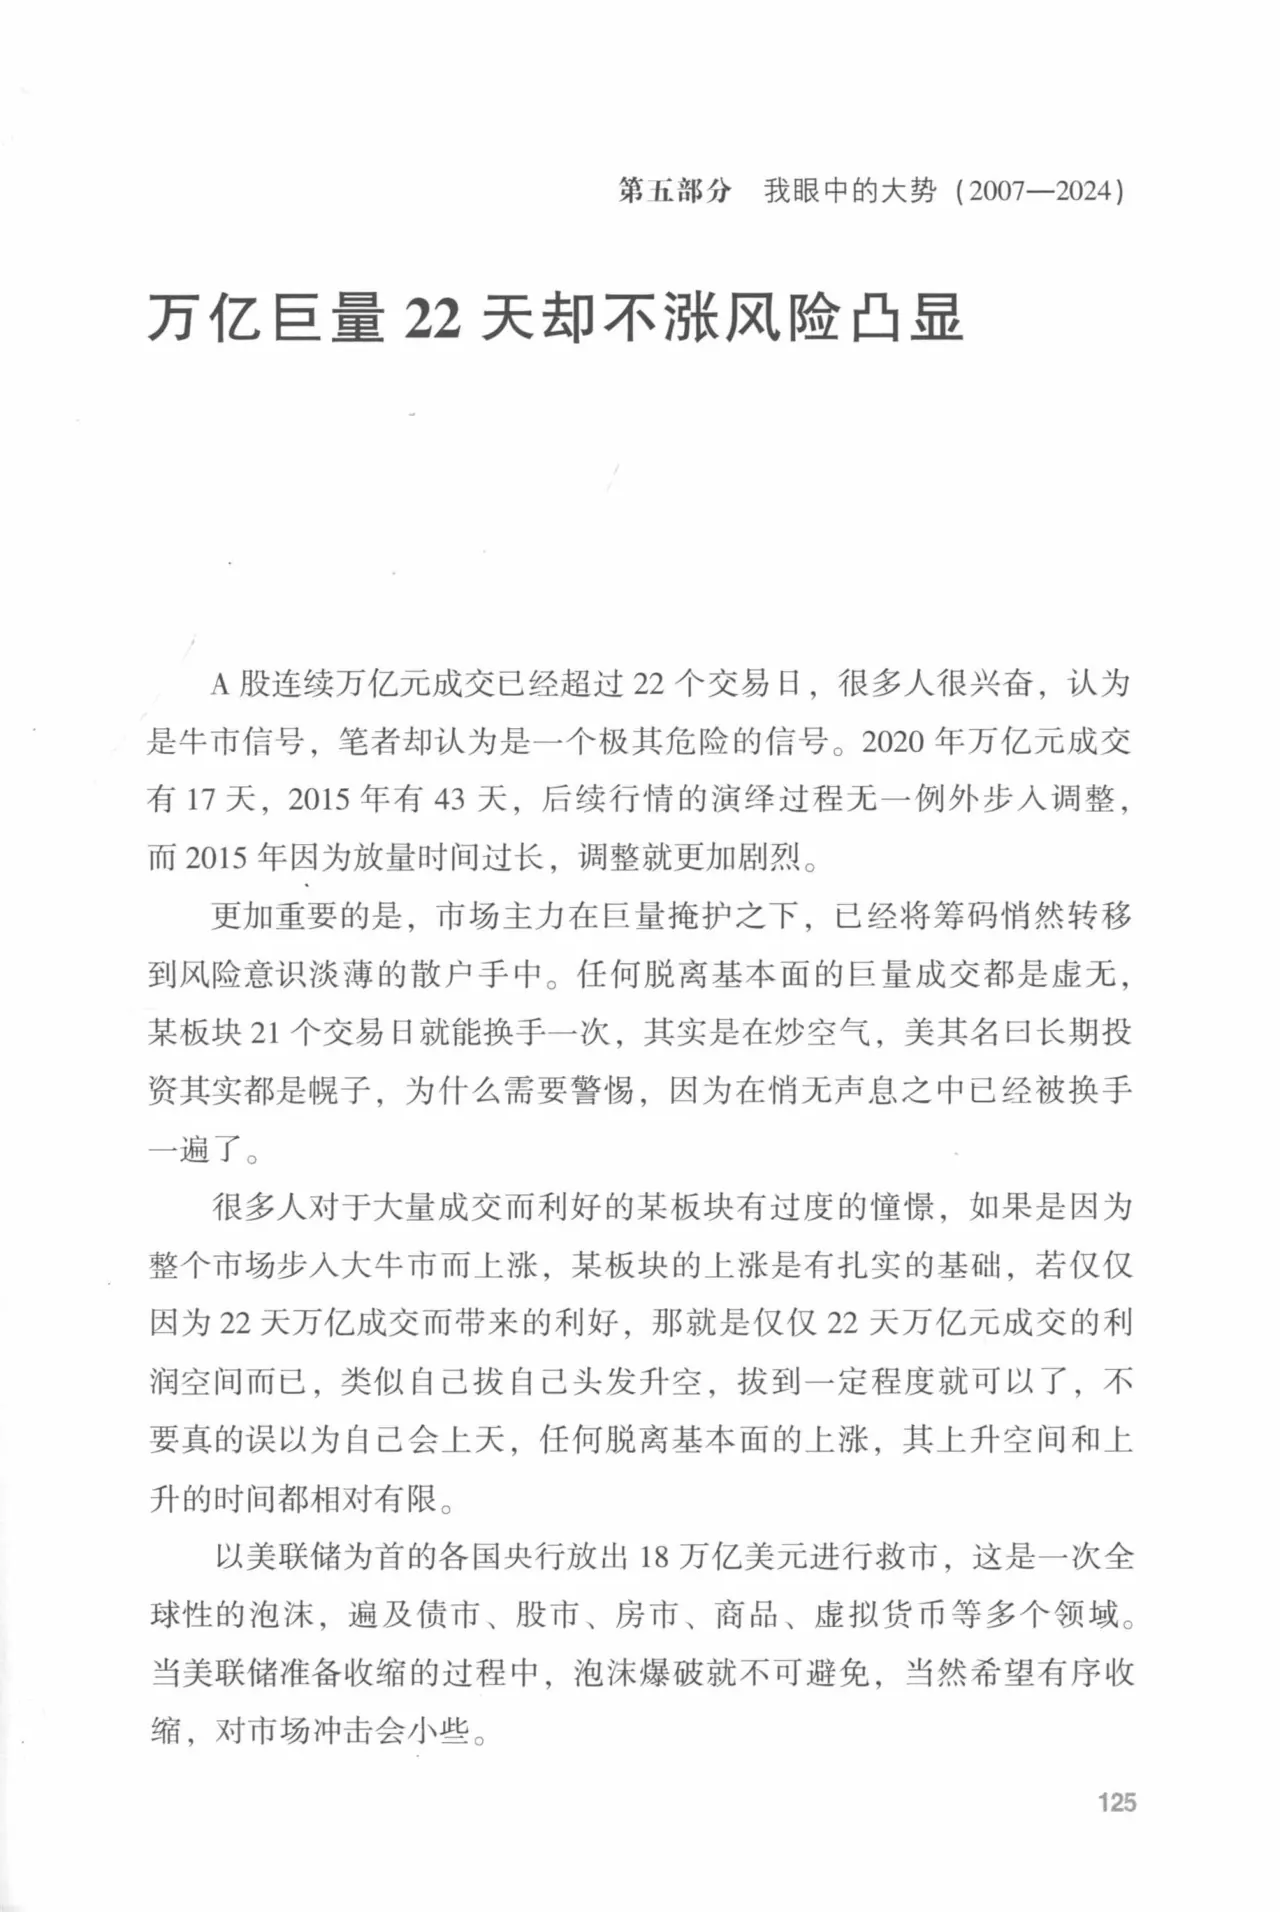 第五部分 我眼中的大势（2007—2024）
万亿巨量 22 天却不涨风险凸显
A 股连续万亿元成交已经超过 22 个交易日，很多人很兴奋，认为
是牛市信号，笔者却认为是一个极其危险的信号。2020 年万亿元成交
有 17 天，2015 年有 43 天，后续行情的演绎过程无一例外步入调整，
而 2015 年因为放量时间过长，调整就更加剧烈。
更加重要的是，市场主力在巨量掩护之下，已经将筹码悄然转移
到风险意识淡薄的散户手中。任何脱离基本面的巨量成交都是虚无，
某板块 21 个交易日就能换手一次，其实是在炒空气，美其名曰长期投
资其实都是幌子，为什么需要警惕，因为在悄无声息之中已经被换手
一遍了。
很多人对于大量成交而利好的某板块有过度的憧憬，如果是因为
整个市场步入大牛市而上涨，某板块的上涨是有扎实的基础，若仅仅
因为 22 天万亿成交而带来的利好，那就是仅仅 22 天万亿元成交的利
润空间而已，类似自己拔自己头发升空，拔到一定程度就可以了，不
要真的误以为自己会上天，任何脱离基本面的上涨，其上升空间和上
升的时间都相对有限。
以美联储为首的各国央行放出 18 万亿美元进行救市，这是一次全
球性的泡沫，遍及债市、股市、房市、商品、虚拟货币等多个领域。
当美联储准备收缩的过程中，泡沫爆破就不可避免，当然希望有序收
缩，对市场冲击会小些。
125